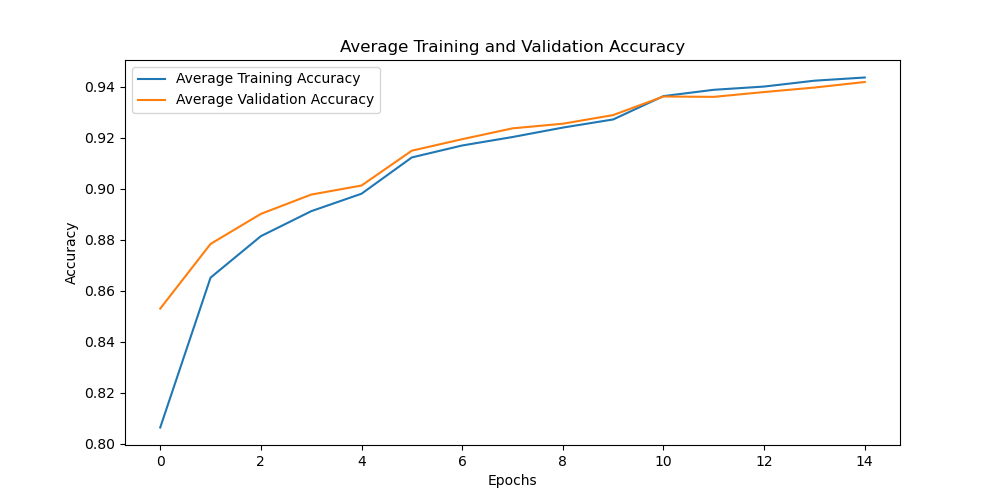 Average Training and Validation Accuracy
Average Training Accuracy
Average Validation Accuracy
0.94
0.92
0.90
0.88
0.86
0.84
0.82
0.80
Accuracy
0 2 4 6 8 10 12 14
Epochs